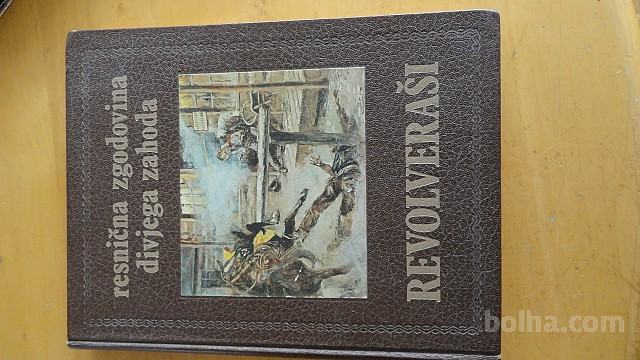 resnična zgodovina
divjega zahoda
REVOLVERAŠI
bolha.com